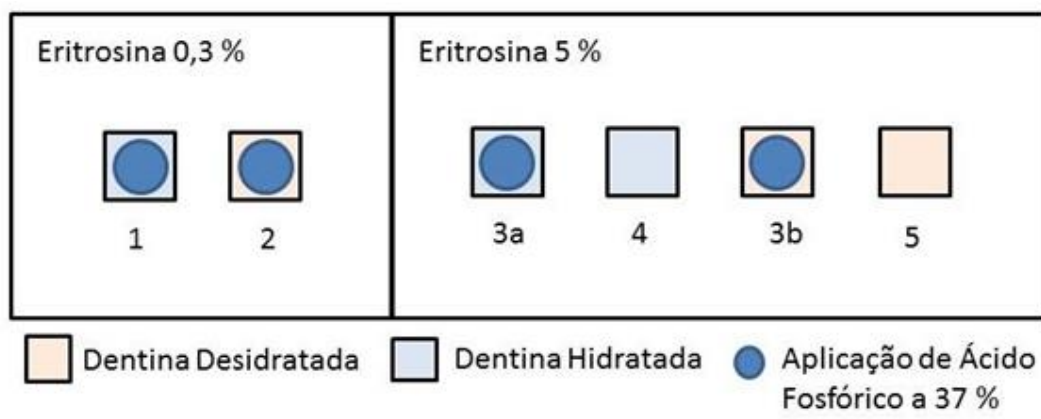 Eritrosina 0,3 %
Eritrosina 5 %
1
2
3a
4
3b
5
Dentina Desidratada
Dentina Hidratada
Aplicação de Ácido
Fosfórico a 37 %